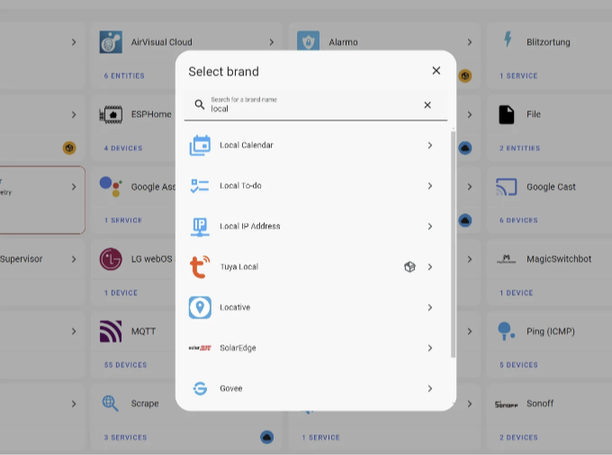 AirVisual Cloud
6 ENTITIES
Alarmo
Blitzortung
1 SERVICE
Select brand
Search for a brand name
local
Local Calendar
Local To-do
Local IP Address
IP
Tuya Local
Locative
SolarEdge
Govee
ESPHome
4 DEVICES
File
2 ENTITIES
Google Ass
1 SERVICE
Google Cast
6 DEVICES
Supervisor
LG
LG webOS
1 DEVICE
MagicSwitchbot
1 DEVICE
MQTT
55 DEVICES
Ping (ICMP)
5 DEVICES
Scrape
3 SERVICES
1 SERVICE
SONOFF
Sonoff
2 DEVICES